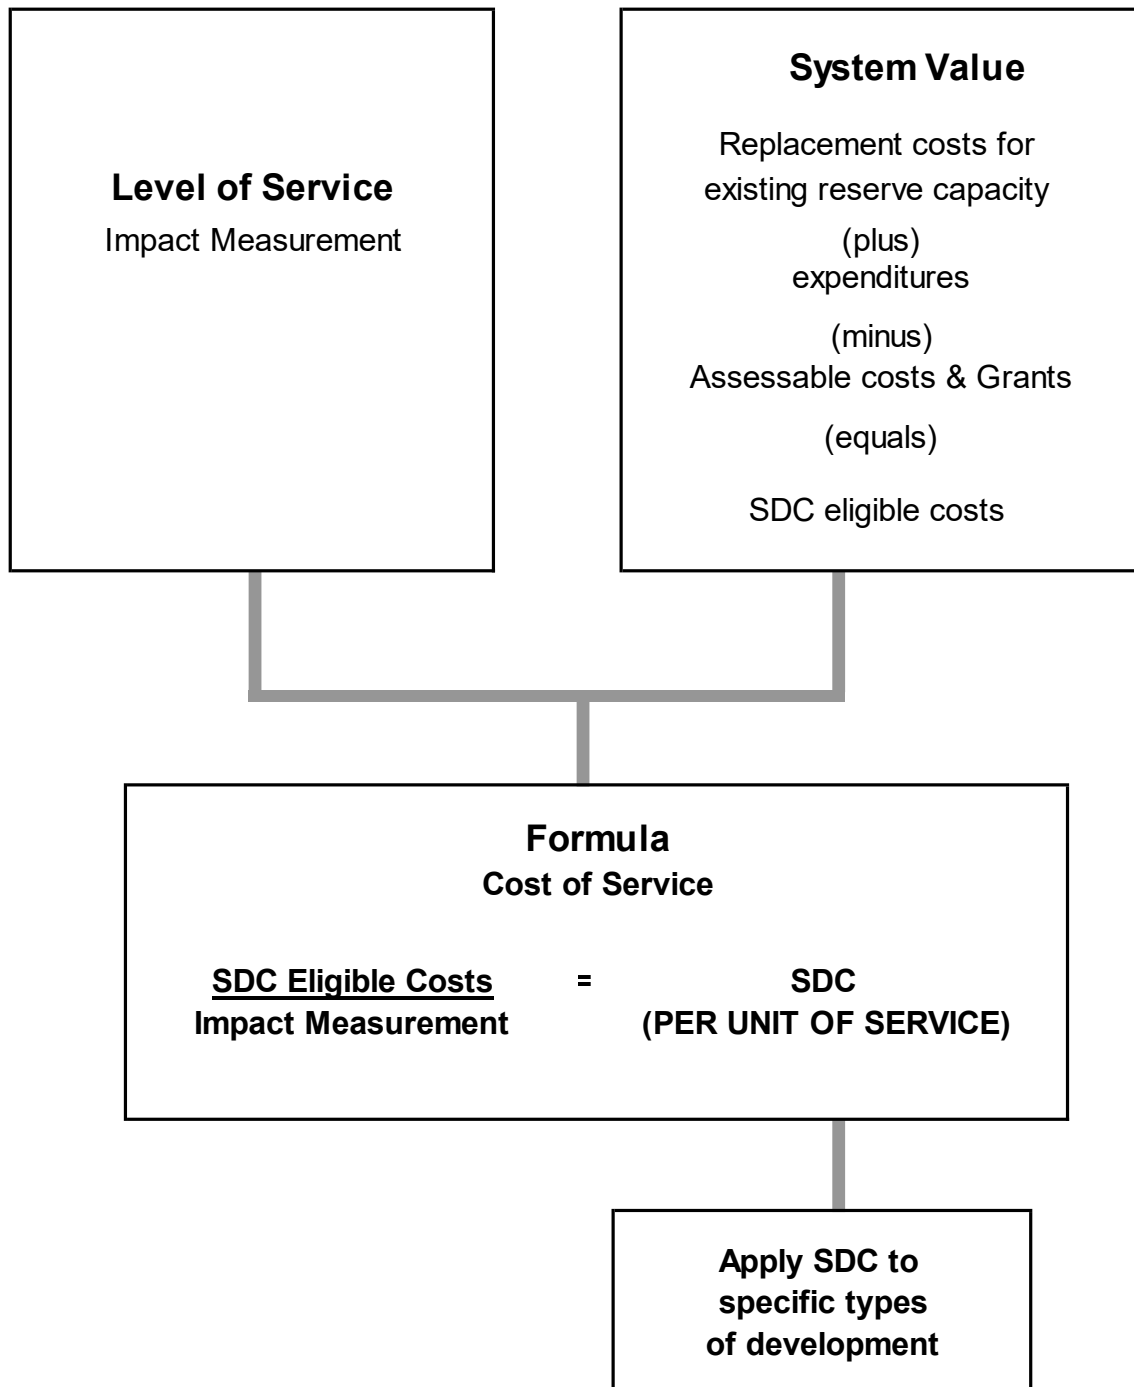 Level of Service
Impact Measurement
System Value
Replacement costs for
existing reserve capacity
(plus)
expenditures
(minus)
Assessable costs & Grants
(equals)
SDC eligible costs
Formula
Cost of Service
SDC Eligible Costs = SDC
Impact Measurement (PER UNIT OF SERVICE)
Apply SDC to
specific types
of development